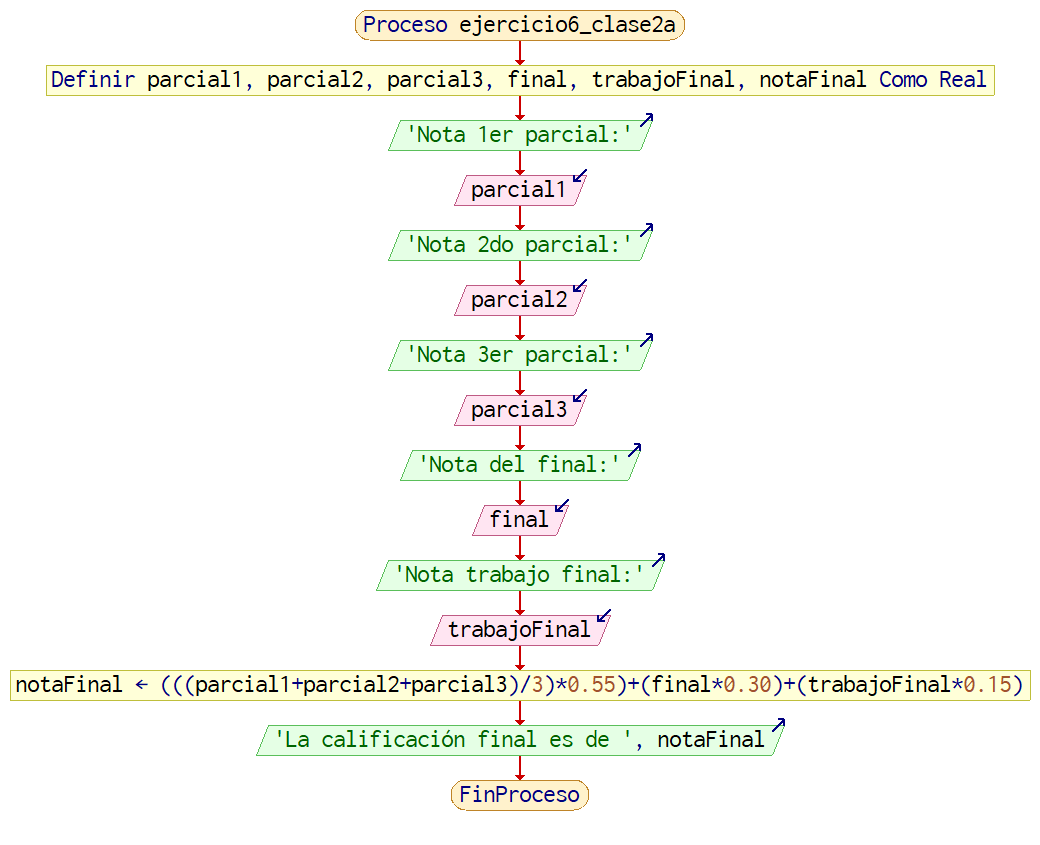 Proceso ejercicio6_clase2a
Definir parcial1, parcial2, parcial3, final, trabajoFinal, notaFinal Como Real
'Nota 1er parcial:'
parcial1
'Nota 2do parcial:'
parcial2
'Nota 3er parcial:'
parcial3
'Nota del final:'
final
'Nota trabajo final:'
trabajoFinal
notaFinal ← (((parcial1+parcial2+parcial3)/3)*0.55)+(final*0.30)+(trabajoFinal*0.15)
'La calificación final es de ', notaFinal
FinProceso